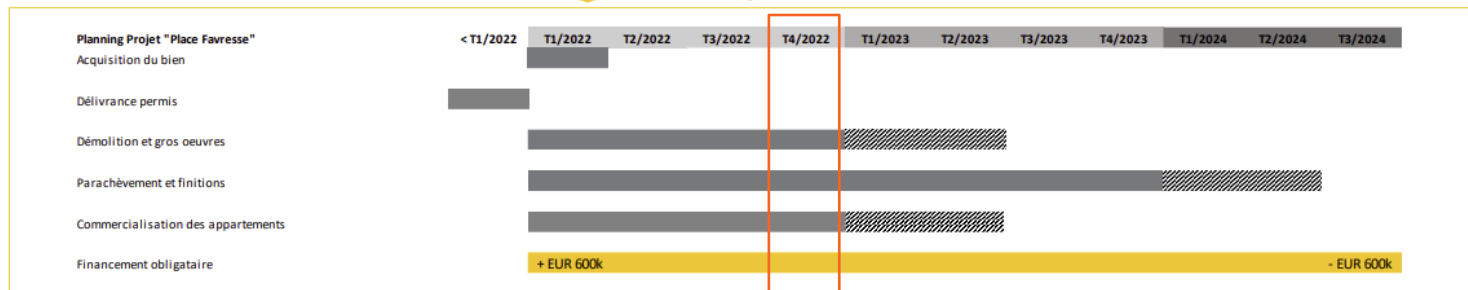 Planning Projet "Place Favresse" < T1/2022 T1/2022 T2/2022 T3/2022 T4/2022 T1/2023 T2/2023 T3/2023 T4/2023 T1/2024 T2/2024 T3/2024
Acquisition du bien
Délivrance permis
Démolition et gros oeuvres
Parachèvement et finitions
Commercialisation des appartements
Financement obligataire + EUR 600k - EUR 600k